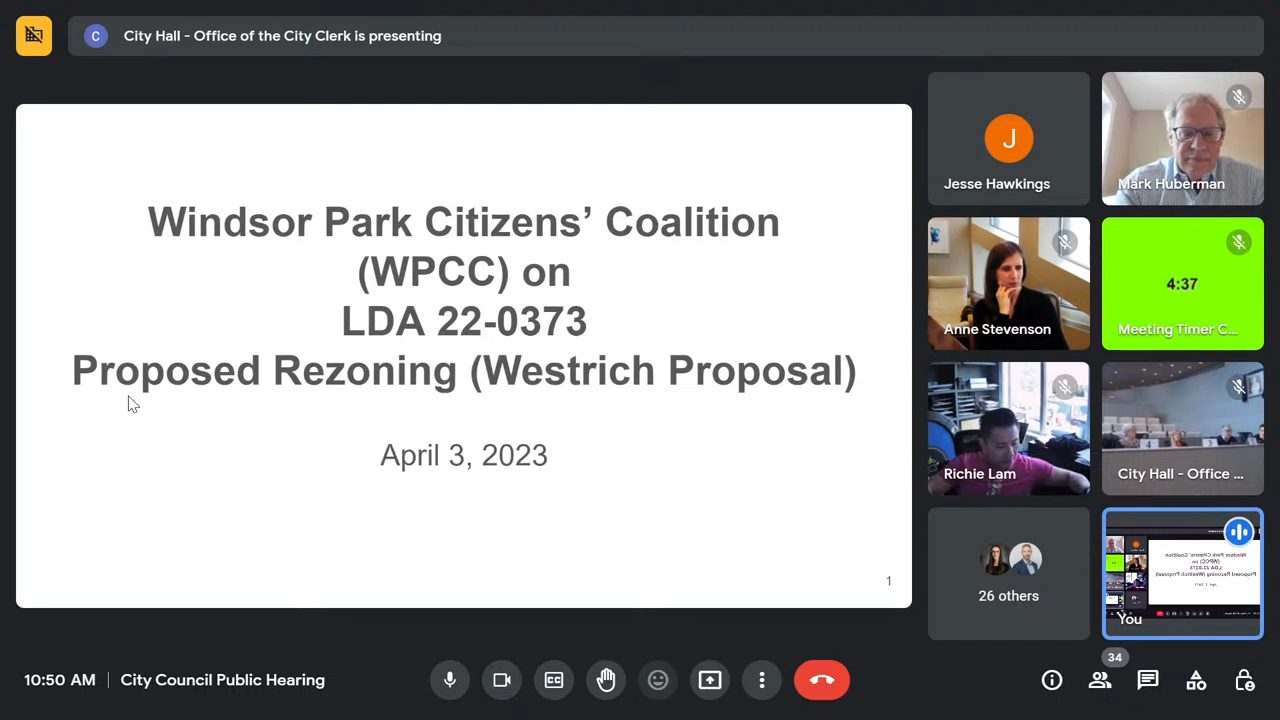 C
City Hall - Office of the City Clerk is presenting
Windsor Park Citizens’ Coalition
(WPCC) on
LDA 22-0373
Proposed Rezoning (Westrich Proposal)
April 3, 2023
1
J
Jesse Hawkings
Mark Huberman
Anne Stevenson
4:37
Meeting Timer C...
Richie Lam
City Hall - Office ...
26 others
You
10:50 AM
City Council Public Hearing
CC
34